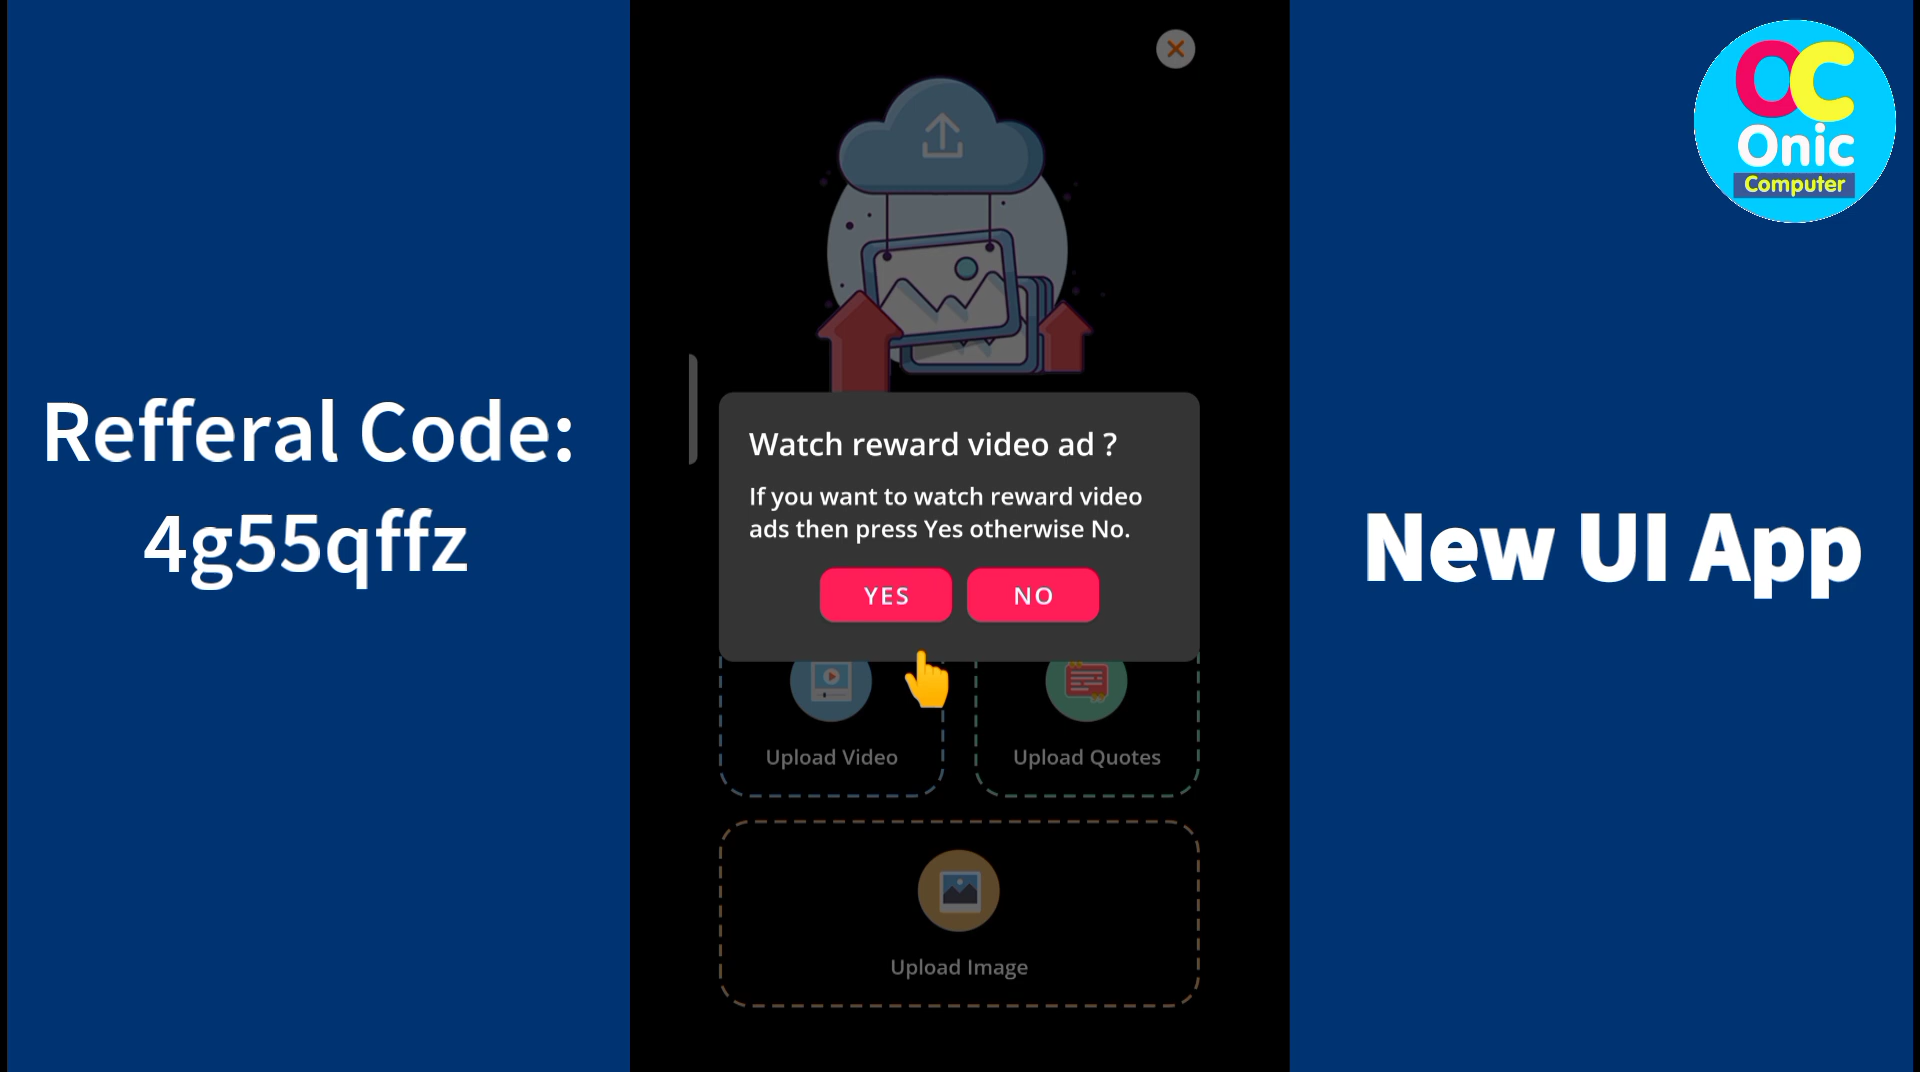 Refferal Code:
4g55qffz
Watch reward video ad ?
If you want to watch reward video
ads then press Yes otherwise No.
YES
NO
Upload Video
Upload Quotes
Upload Image
OC
Onic
Computer
New UI App